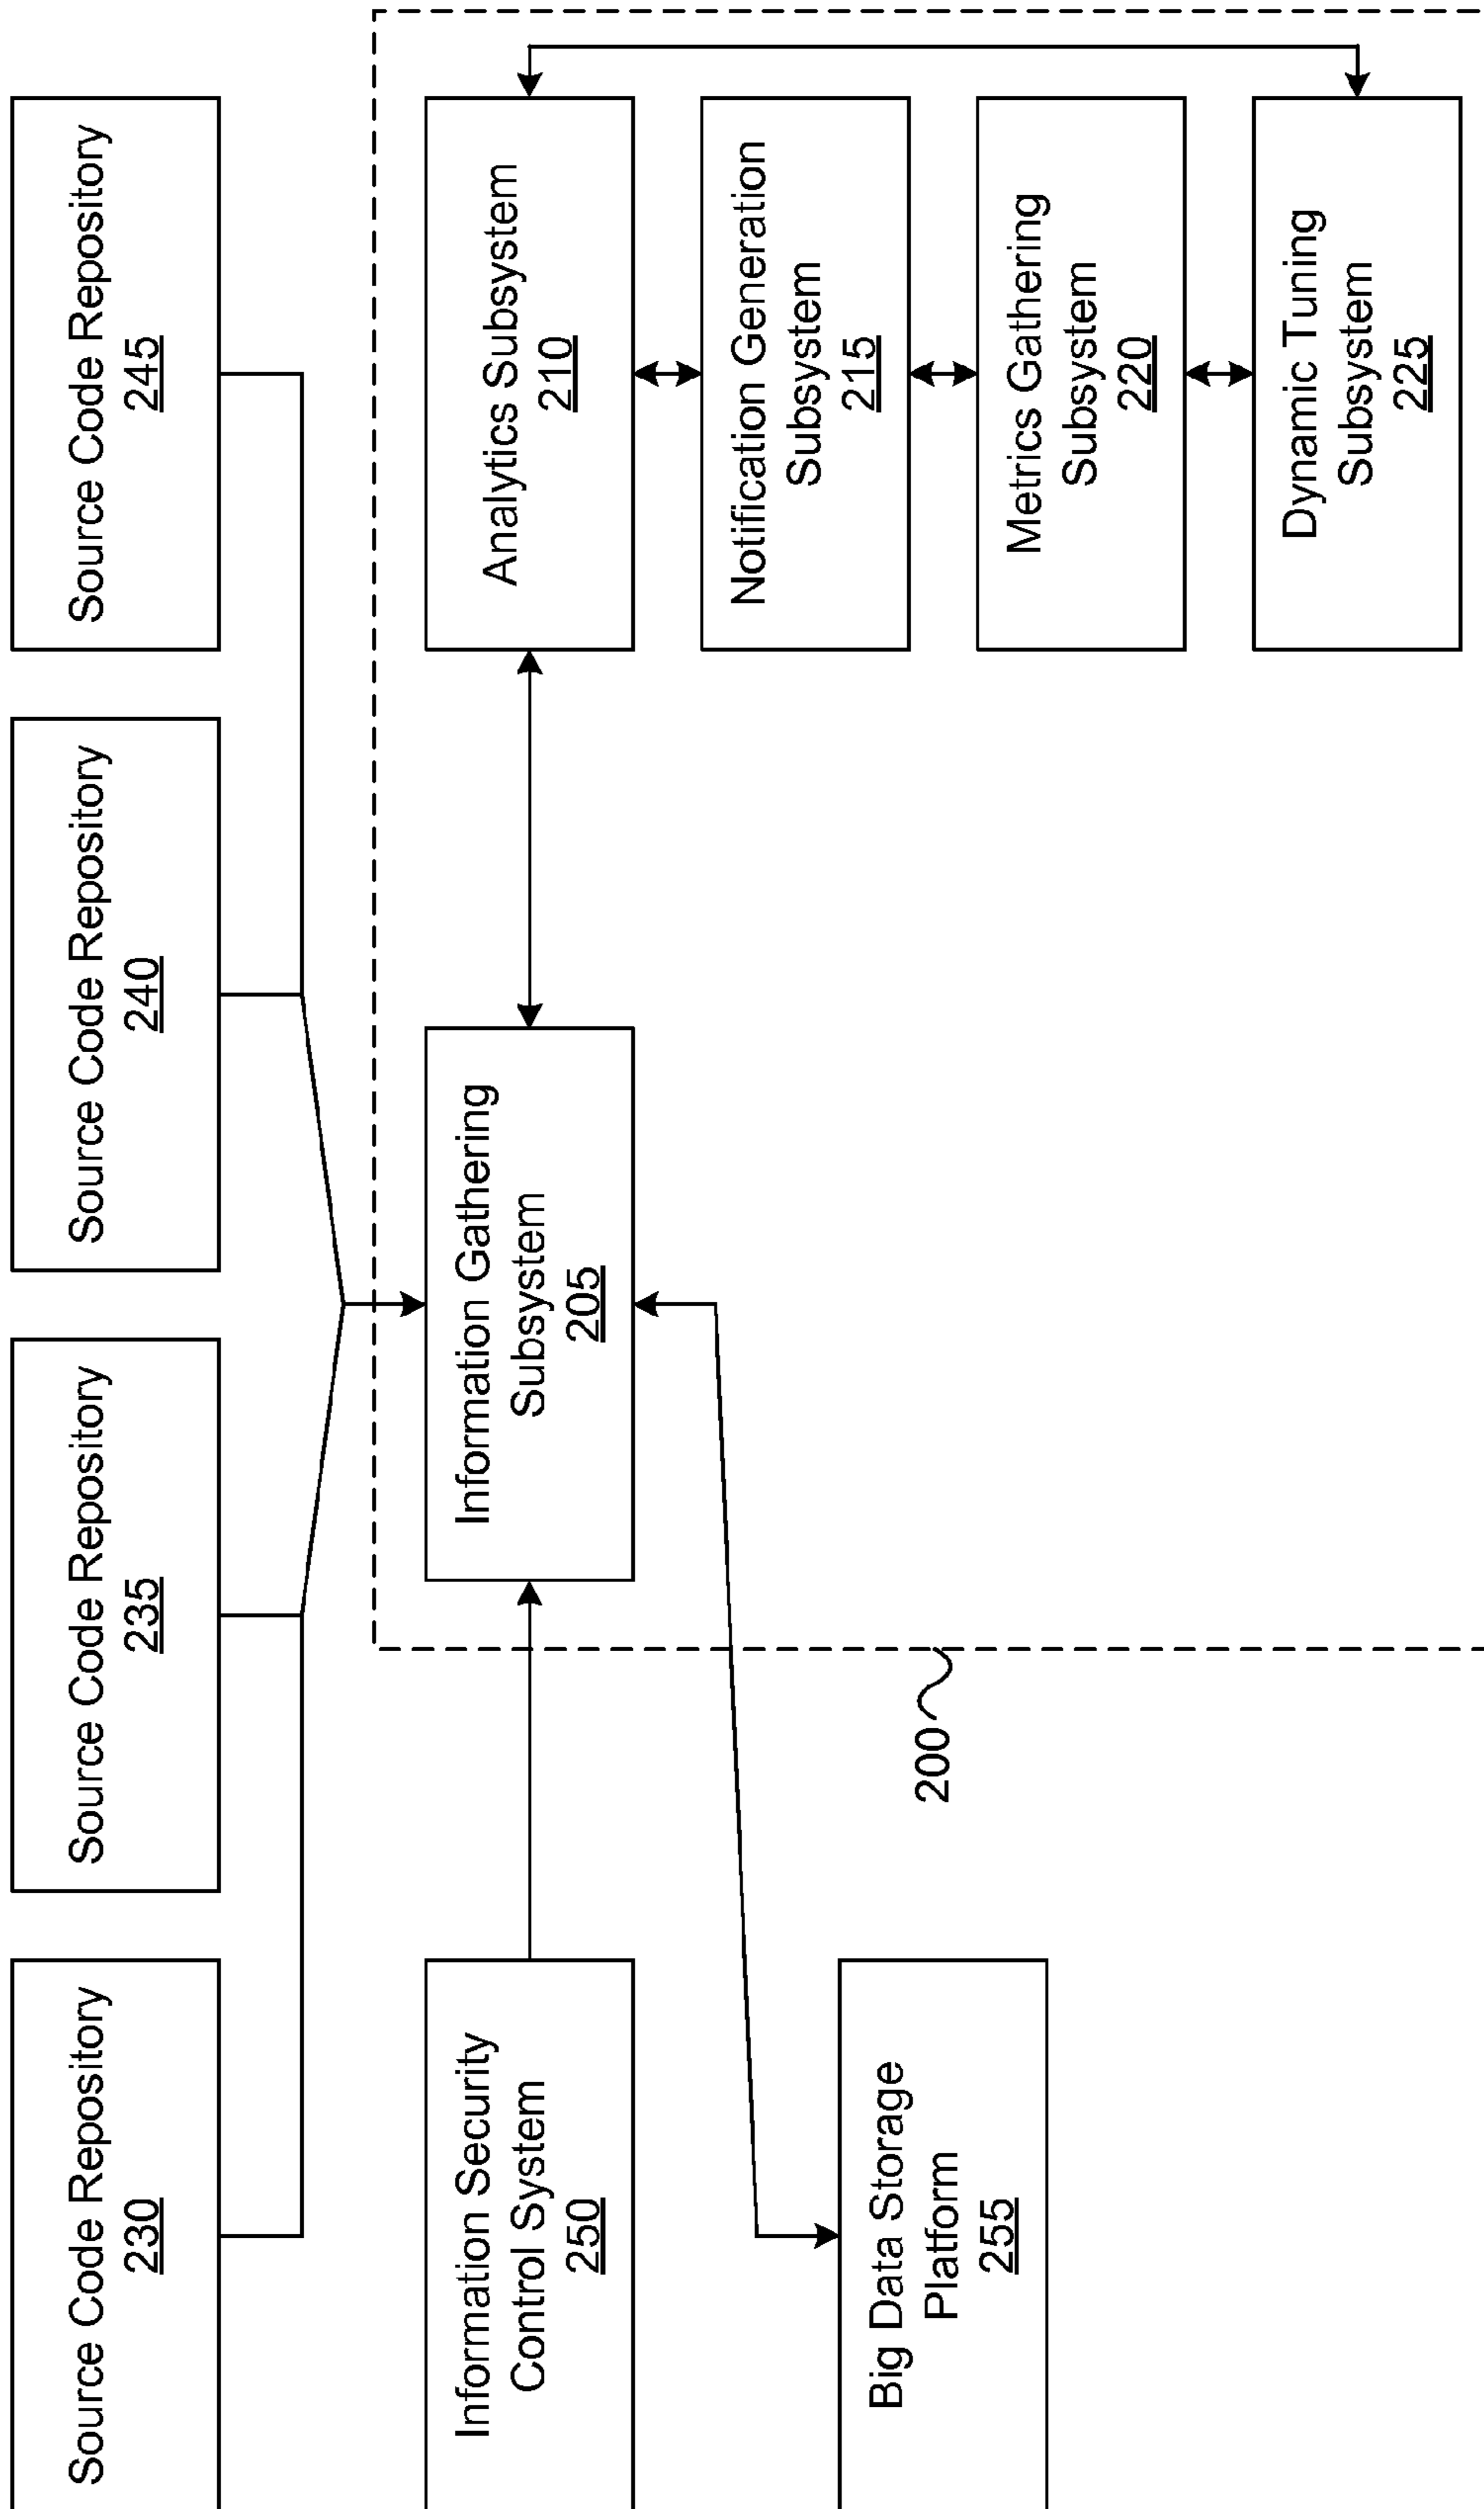 Source Code Repository
230
Source Code Repository
235
Source Code Repository
240
Source Code Repository
245
Information Security
Control System
250
Information Gathering
Subsystem
205
Analytics Subsystem
210
Notification Generation
Subsystem
215
Big Data Storage
Platform
255
200
Metrics Gathering
Subsystem
220
Dynamic Tuning
Subsystem
225